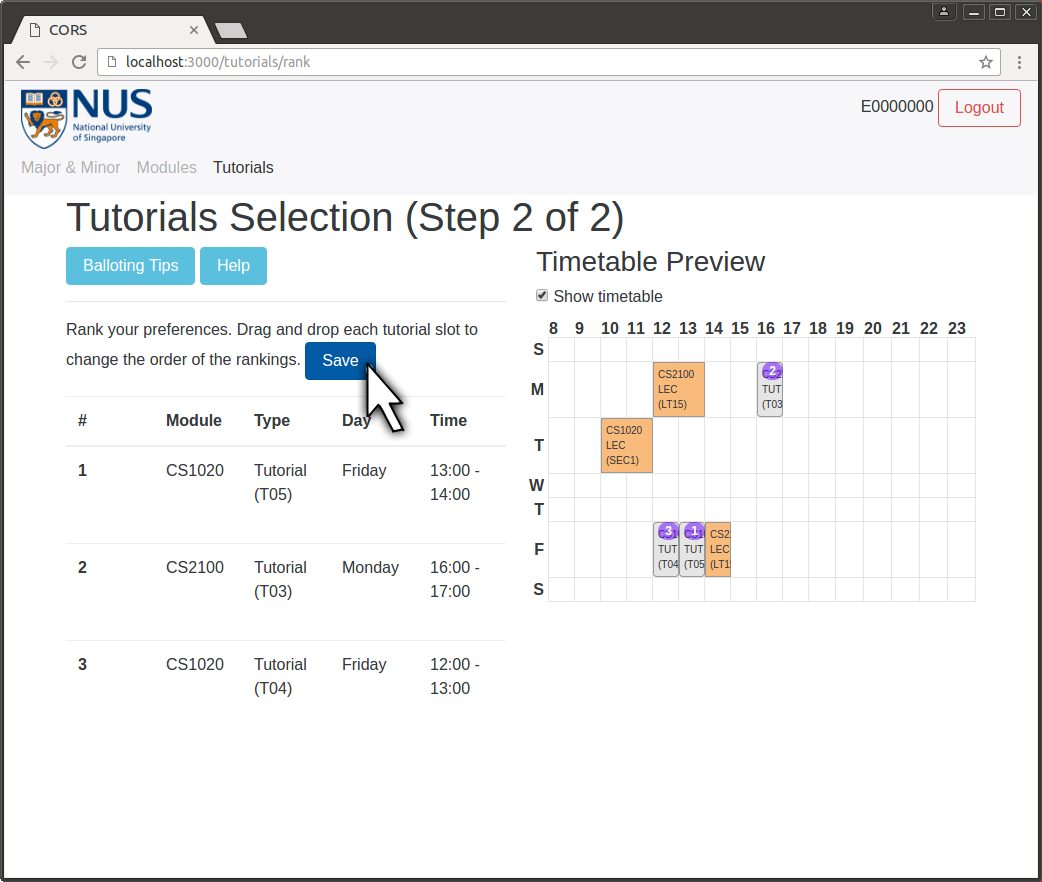 CORS
localhost:3000/tutorials/rank
NUS
National University
of Singapore
E0000000 Logout
Major & Minor Modules Tutorials
Tutorials Selection (Step 2 of 2)
Balloting Tips Help
Rank your preferences. Drag and drop each tutorial slot to
change the order of the rankings. Save
# Module Type Day Time
1 CS1020 Tutorial Friday 13:00 -
(T05) 14:00
2 CS2100 Tutorial Monday 16:00 -
(T03) 17:00
3 CS1020 Tutorial Friday 12:00 -
(T04) 13:00
Timetable Preview
Show timetable
8 9 10 11 12 13 14 15 16 17 18 19 20 21 22 23
S
M
CS2100
LEC
(LT15)
2
TUT
(T03
T
CS1020
LEC
(SEC1)
W
T
F
3
TUT
(T04
1
TUT
(T05
CS2
LEC
(LT1
S